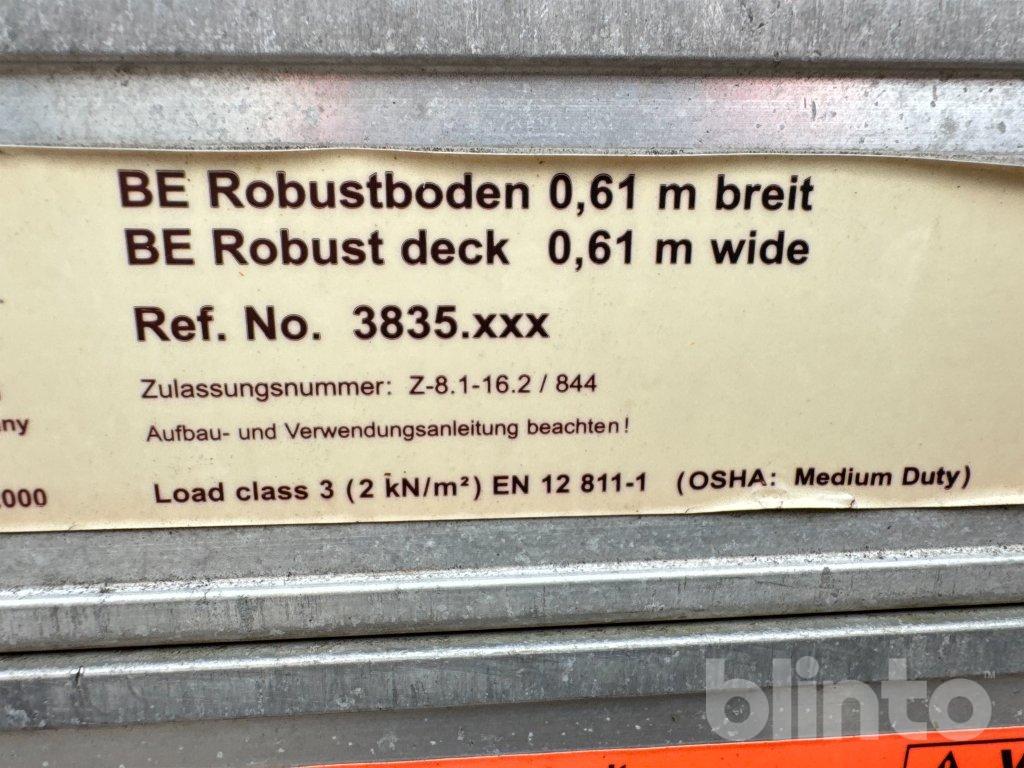 BE Robustboden 0,61 m breit
BE Robust deck 0,61 m wide
Ref. No. 3835.xxx
Zulassungsnummer: Z-8.1-16.2 / 844
Aufbau- und Verwendungsanleitung beachten!
Load class 3 (2 kN/m²) EN 12 811-1 (OSHA: Medium Duty)
blinto™